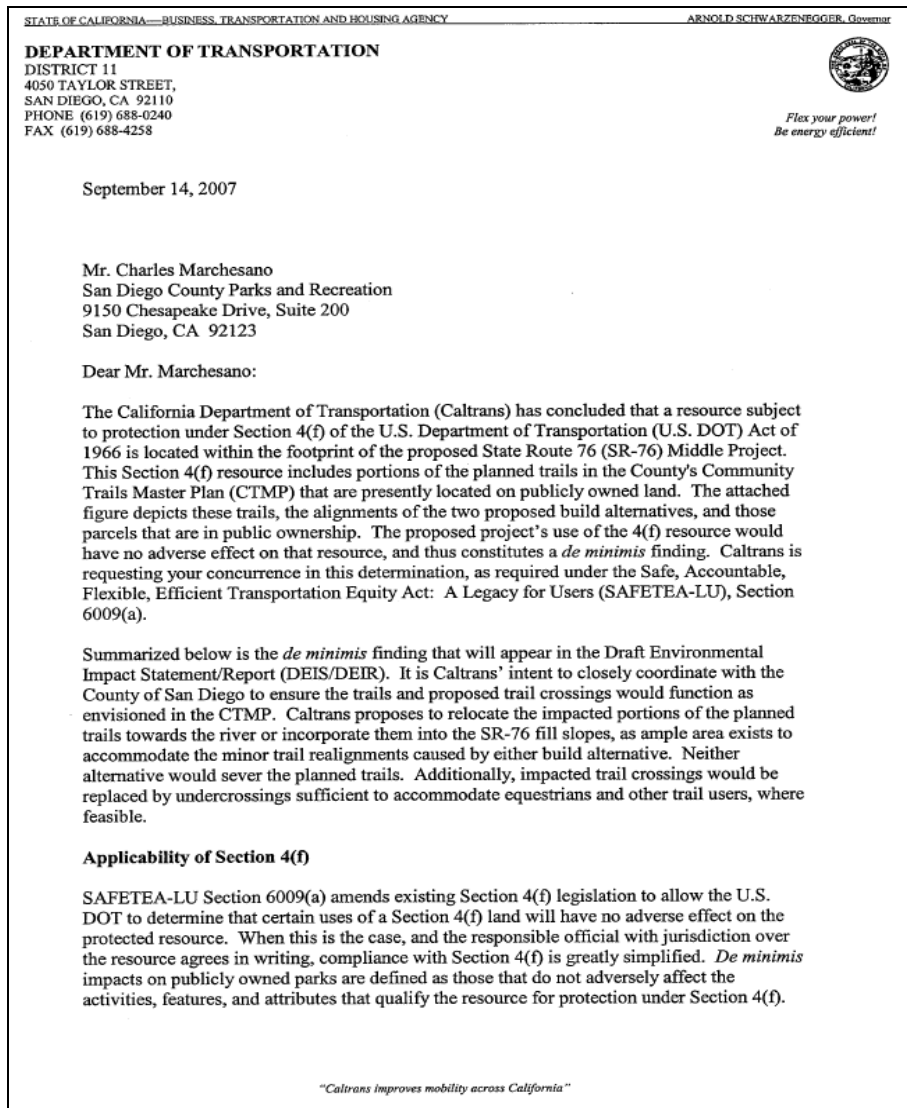 STATE OF CALIFORNIA—BUSINESS, TRANSPORTATION AND HOUSING AGENCY
ARNOLD SCHWARZENEGGER, Governor
DEPARTMENT OF TRANSPORTATION
DISTRICT 11
4050 TAYLOR STREET,
SAN DIEGO, CA 92110
PHONE (619) 688-0240
FAX (619) 688-4258
Flex your power!
Be energy efficient!
September 14, 2007
Mr. Charles Marchesano
San Diego County Parks and Recreation
9150 Chesapeake Drive, Suite 200
San Diego, CA 92123
Dear Mr. Marchesano:
The California Department of Transportation (Caltrans) has concluded that a resource subject
to protection under Section 4(f) of the U.S. Department of Transportation (U.S. DOT) Act of
1966 is located within the footprint of the proposed State Route 76 (SR-76) Middle Project.
This Section 4(f) resource includes portions of the planned trails in the County's Community
Trails Master Plan (CTMP) that are presently located on publicly owned land. The attached
figure depicts these trails, the alignments of the two proposed build alternatives, and those
parcels that are in public ownership. The proposed project's use of the 4(f) resource would
have no adverse effect on that resource, and thus constitutes a de minimis finding. Caltrans is
requesting your concurrence in this determination, as required under the Safe, Accountable,
Flexible, Efficient Transportation Equity Act: A Legacy for Users (SAFETEA-LU), Section
6009(a).
Summarized below is the de minimis finding that will appear in the Draft Environmental
Impact Statement/Report (DEIS/DEIR). It is Caltrans' intent to closely coordinate with the
County of San Diego to ensure the trails and proposed trail crossings would function as
envisioned in the CTMP. Caltrans proposes to relocate the impacted portions of the planned
trails towards the river or incorporate them into the SR-76 fill slopes, as ample area exists to
accommodate the minor trail realignments caused by either build alternative. Neither
alternative would sever the planned trails. Additionally, impacted trail crossings would be
replaced by undercrossings sufficient to accommodate equestrians and other trail users, where
feasible.
Applicability of Section 4(f)
SAFETEA-LU Section 6009(a) amends existing Section 4(f) legislation to allow the U.S.
DOT to determine that certain uses of a Section 4(f) land will have no adverse effect on the
protected resource. When this is the case, and the responsible official with jurisdiction over
the resource agrees in writing, compliance with Section 4(f) is greatly simplified. De minimis
impacts on publicly owned parks are defined as those that do not adversely affect the
activities, features, and attributes that qualify the resource for protection under Section 4(f).
"Caltrans improves mobility across California"